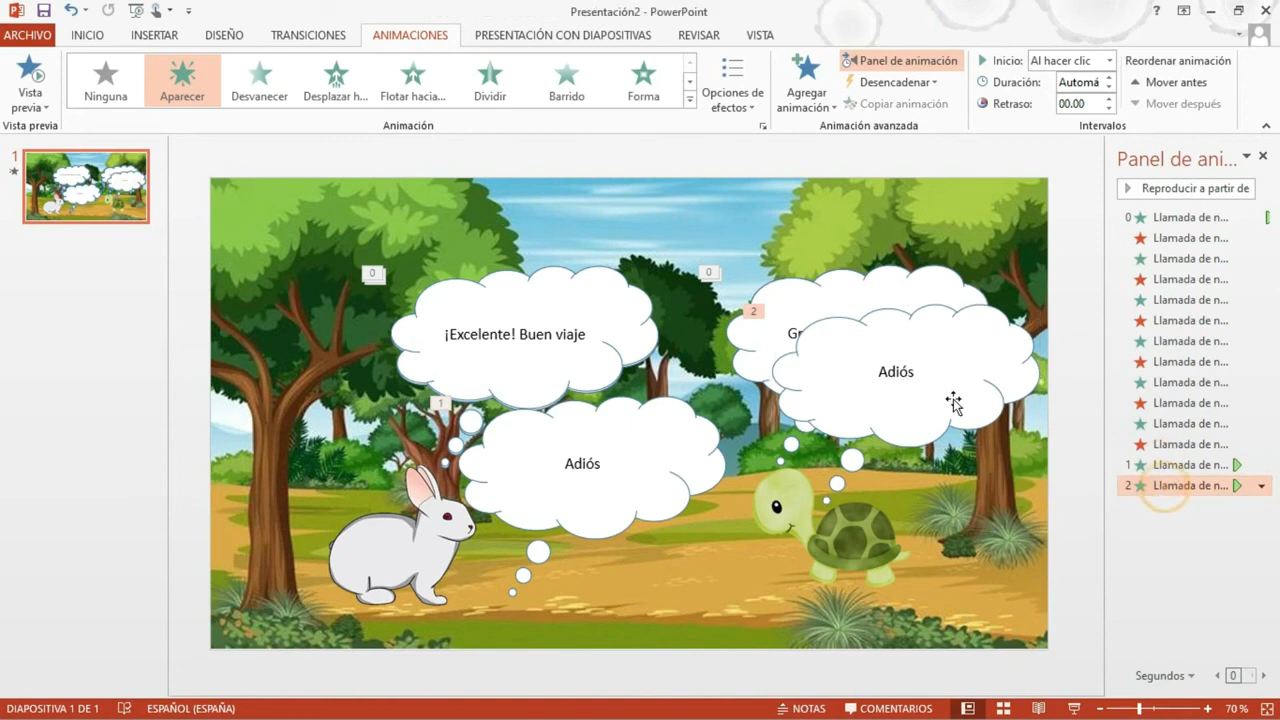 Presentación2 - PowerPoint
ARCHIVO INICIO INSERTAR DISEÑO TRANSICIONES ANIMACIONES PRESENTACIÓN CON DIAPOSITIVAS REVISAR VISTA
Vista previa
Vista previa
Ninguna Aparecer Desvanecer Desplazar h... Flotar hacia... Dividir Barrido Forma
Animación
Opciones de efectos
Agregar animación
Panel de animación
Desencadenar
Copiar animación
Animación avanzada
Inicio: Al hacer clic
Duración: Automá
Retraso: 00.00
Reordenar animación
Mover antes
Mover después
Intervalos
1
0
¡Excelente! Buen viaje
1
Adiós
0
2
Gr
Adiós
Panel de ani...
Reproducir a partir de
0 Llamada de n...
Llamada de n...
Llamada de n...
Llamada de n...
Llamada de n...
Llamada de n...
Llamada de n...
Llamada de n...
Llamada de n...
Llamada de n...
Llamada de n...
Llamada de n...
1 Llamada de n...
2 Llamada de n...
Segundos 0
DIAPOSITIVA 1 DE 1 ESPAÑOL (ESPAÑA) NOTAS COMENTARIOS 70 %